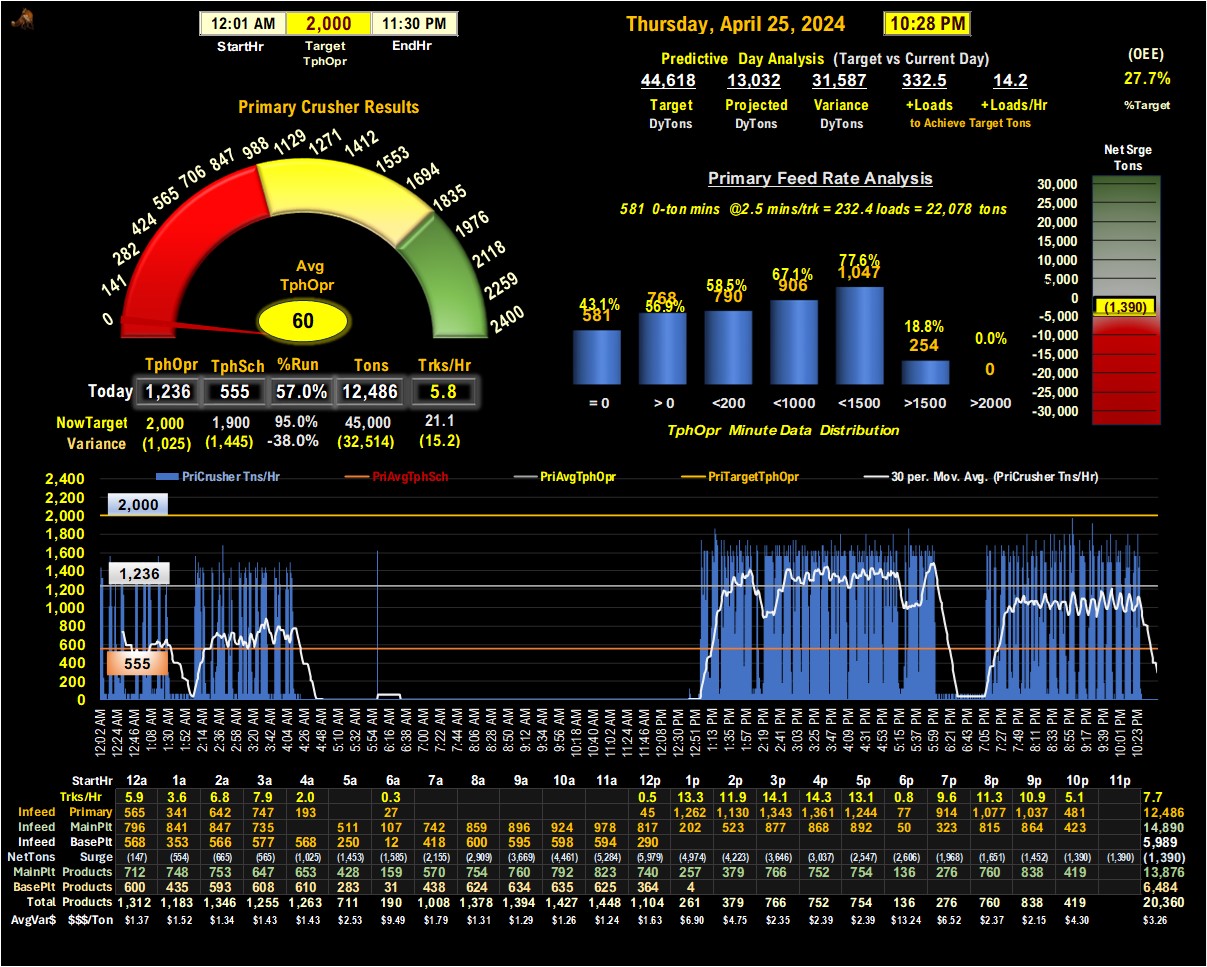 12:01 AM 2,000 11:30 PM
StartHr Target EndHr
TphOpr
Thursday, April 25, 2024 10:28 PM
Predictive Day Analysis (Target vs Current Day)
44,618 13,032 31,587 332.5 14.2
Target Projected Variance +Loads +Loads/Hr
DyTons DyTons DyTons to Achieve Target Tons
(OEE)
27.7%
%Target
Primary Crusher Results
0 141 282 424 565 706 847 988 1129 1271 1412 1553 1694 1835 1976 2118 2259 2400
Avg
TphOpr
60
TphOpr TphSch %Run Tons Trks/Hr
Today 1,236 555 57.0% 12,486 5.8
NowTarget 2,000 1,900 95.0% 45,000 21.1
Variance (1,025) (1,445) -38.0% (32,514) (15.2)
Primary Feed Rate Analysis
581 0-ton mins @2.5 mins/trk = 232.4 loads = 22,078 tons
43.1% 56.9% 58.5% 67.1% 77.6% 18.8% 0.0%
581 768 790 906 1,047 254 0
= 0 > 0 <200 <1000 <1500 >1500 >2000
TphOpr Minute Data Distribution
Net Srge
Tons
30,000
25,000
20,000
15,000
10,000
5,000
0
(1,390)
-5,000
-10,000
-15,000
-20,000
-25,000
-30,000
PriCrusher Tns/Hr PriAvgTphSch PriAvgTphOpr PriTargetTphOpr 30 per. Mov. Avg. (PriCrusher Tns/Hr)
2,400
2,200
2,000
1,800
1,600
1,400
1,200
1,000
800
600
400
200
0
2,000
1,236
555
12:02 AM 12:24 AM 12:46 AM 1:08 AM 1:30 AM 1:52 AM 2:14 AM 2:36 AM 2:58 AM 3:20 AM 3:42 AM 4:04 AM 4:26 AM 4:48 AM 5:10 AM 5:32 AM 5:54 AM 6:16 AM 6:38 AM 7:00 AM 7:22 AM 7:44 AM 8:06 AM 8:28 AM 8:50 AM 9:12 AM 9:34 AM 9:56 AM 10:18 AM 10:40 AM 11:02 AM 11:24 AM 11:46 AM 12:08 PM 12:30 PM 12:51 PM 1:13 PM 1:35 PM 1:57 PM 2:19 PM 2:41 PM 3:03 PM 3:25 PM 3:47 PM 4:09 PM 4:31 PM 4:53 PM 5:15 PM 5:37 PM 5:59 PM 6:21 PM 6:43 PM 7:05 PM 7:27 PM 7:49 PM 8:11 PM 8:33 PM 8:55 PM 9:17 PM 9:39 PM 10:01 PM 10:23 PM
StartHr 12a 1a 2a 3a 4a 5a 6a 7a 8a 9a 10a 11a 12p 1p 2p 3p 4p 5p 6p 7p 8p 9p 10p 11p
Trks/Hr 5.9 3.6 6.8 7.9 2.0 0.3 0.5 13.3 11.9 14.1 14.3 13.1 0.8 9.6 11.3 10.9 5.1 7.7
Infeed Primary 565 341 642 747 193 27 45 1,262 1,130 1,343 1,361 1,244 77 914 1,077 1,037 481 12,486
Infeed MainPlt 796 841 847 735 511 107 742 859 896 924 978 817 202 523 877 868 892 50 323 815 864 423 14,890
Infeed BasePlt 568 353 566 577 568 250 12 418 600 595 598 594 290 5,989
NetTons Surge (147) (554) (665) (565) (1,025) (1,453) (1,585) (2,155) (2,909) (3,669) (4,461) (5,284) (5,979) (4,974) (4,223) (3,646) (3,037) (2,547) (2,606) (1,968) (1,651) (1,452) (1,390) (1,390) (1,390)
MainPlt Products 712 748 753 647 653 428 159 570 754 760 792 823 740 257 379 766 752 754 136 276 760 838 419 13,876
BasePlt Products 600 435 593 608 610 283 31 438 624 634 635 625 364 4 6,484
Total Products 1,312 1,183 1,346 1,255 1,263 711 190 1,008 1,378 1,394 1,427 1,448 1,104 261 379 766 752 754 136 276 760 838 419 20,360
AvgVar$ $$$/Ton $1.37 $1.52 $1.34 $1.43 $1.43 $2.53 $9.49 $1.79 $1.31 $1.29 $1.26 $1.24 $1.63 $6.90 $4.75 $2.35 $2.39 $2.39 $13.24 $6.52 $2.37 $2.15 $4.30 $3.26